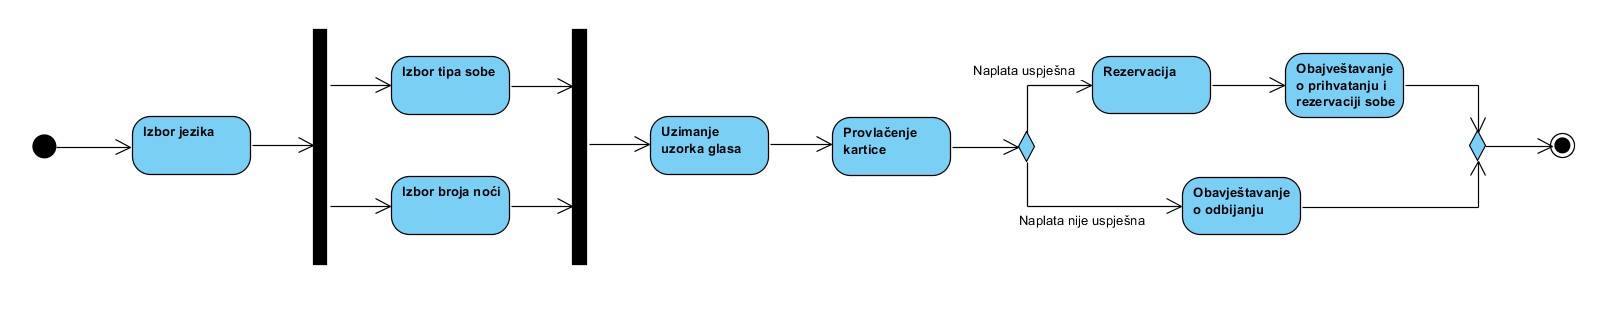 Izbor jezika
Izbor tipa sobe
Izbor broja noći
Uzimanje
uzorka glasa
Provlačenje
kartice
Naplata uspješna
Rezervacija
Obajveštavanje
o prihvatanju i
rezervaciji sobe
Naplata nije uspješna
Obavještavanje
o odbijanju